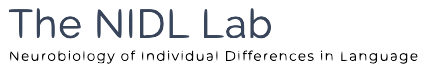 The NIDL Lab
Neurobiology of Individual Differences in Language